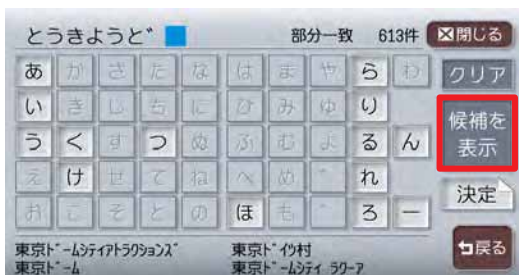 とうきようど 部分一致 613件 閉じる
あ か さ た な は ま や ら わ クリア
い き し ち に ひ み ゆ り
候補を
表示
う く す つ ぬ ふ む よ る ん
え け せ て ね へ め ゛ れ
お こ そ と の ほ も ゜ ろ ー 決定
東京ﾄﾞｰﾑｼﾃｨｱﾄﾗｸｼｮﾝｽﾞ 東京ﾄﾞｲﾂ村 戻る
東京ﾄﾞｰﾑ 東京ﾄﾞｰﾑｼﾃｨ ﾗｸｰｱ